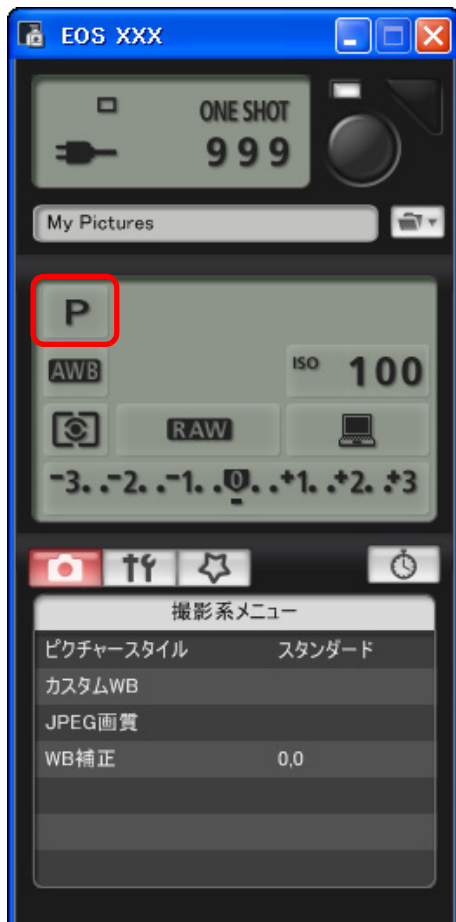 EOS XXX
ONE SHOT
999
My Pictures
P
AWB
ISO 100
RAW
-3..-2..-1..0..+1..+2..+3
撮影系メニュー
ピクチャースタイル スタンダード
カスタムWB
JPEG画質
WB補正 0,0